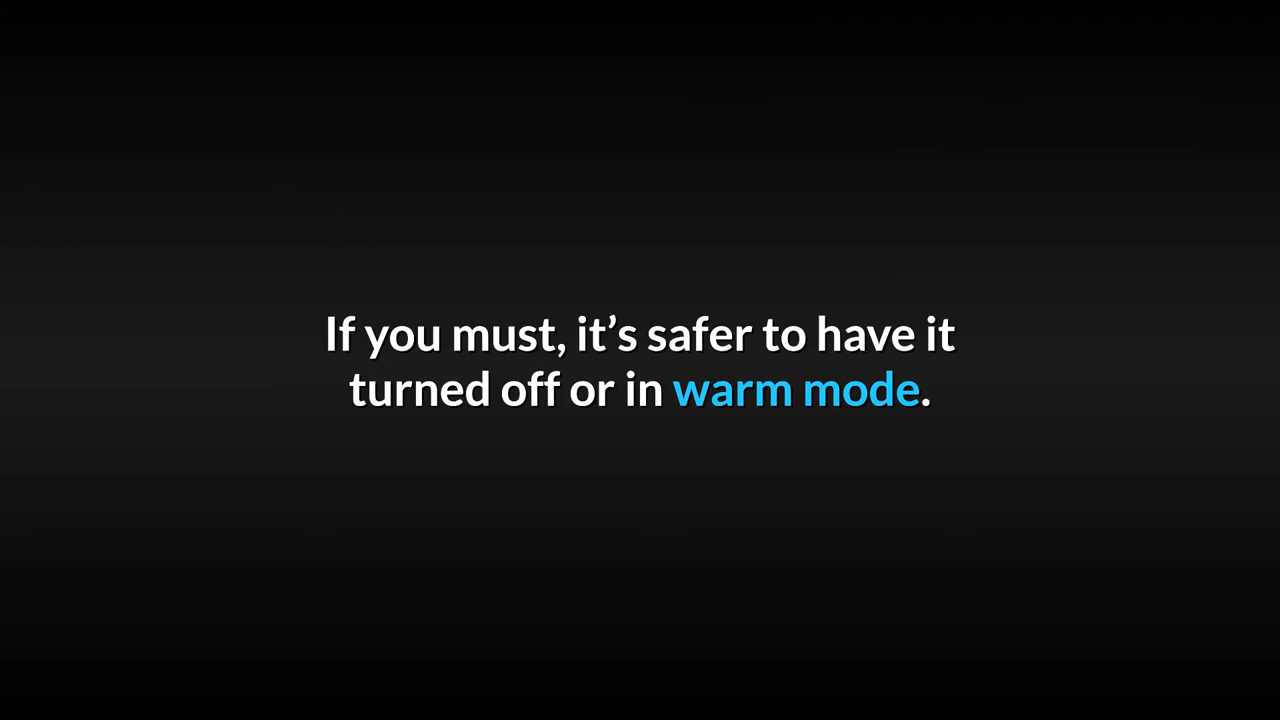 If you must, it’s safer to have it
turned off or in warm mode.